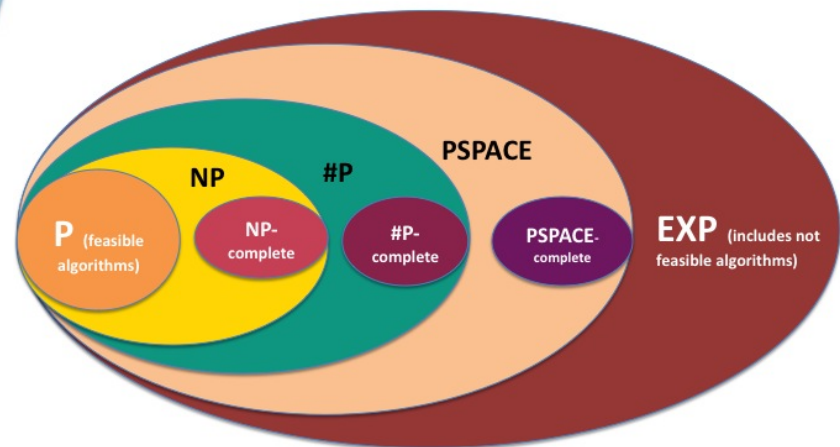 P (feasible
algorithms)
NP
NP-
complete
#P
#P-
complete
PSPACE
PSPACE-
complete
EXP (includes not
feasible algorithms)